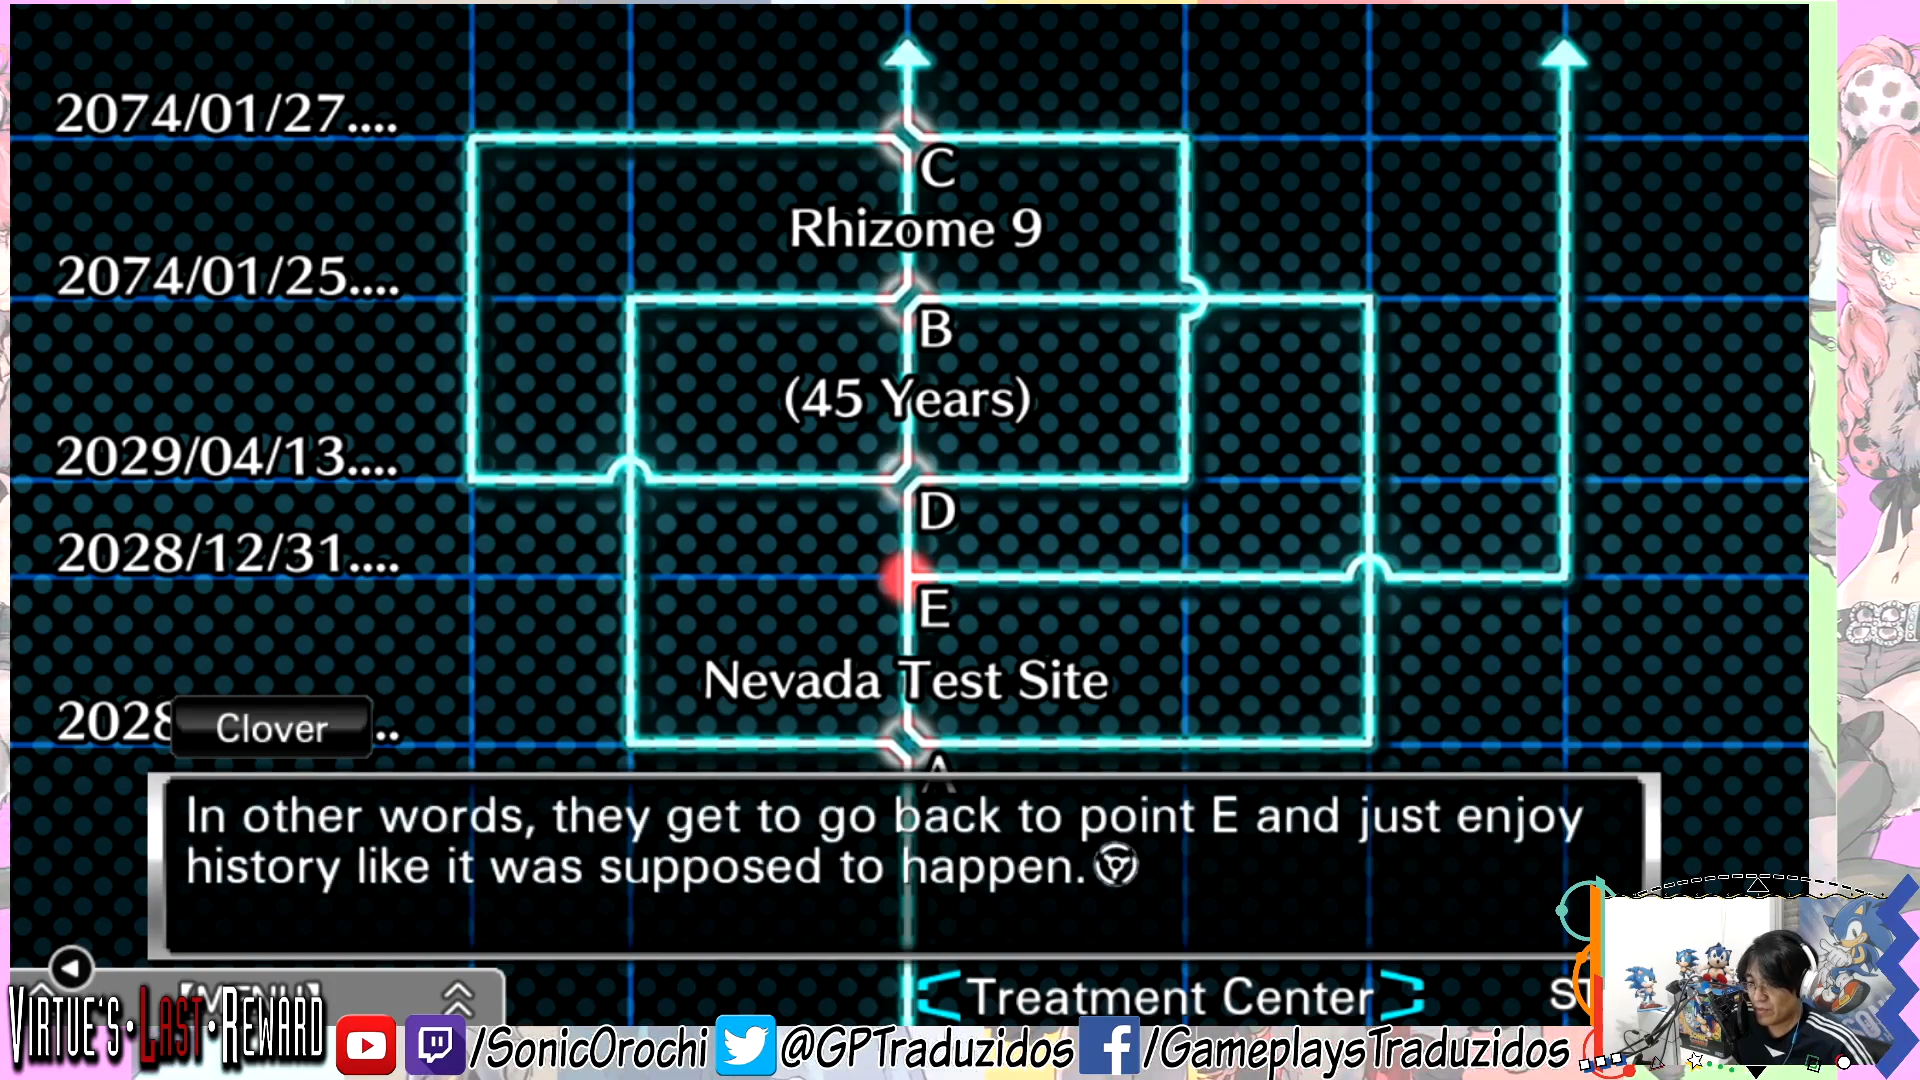 2074/01/27....
C
Rhizome 9
2074/01/25....
B
(45 Years)
2029/04/13....
D
2028/12/31....
E
Nevada Test Site
2028
..
Clover
A
In other words, they get to go back to point E and just enjoy
history like it was supposed to happen.
[MENU]
Treatment Center
VIRTUE'S·LAST·REWARD
/SonicOrochi
@GPTraduzidos
/GameplaysTraduzidos